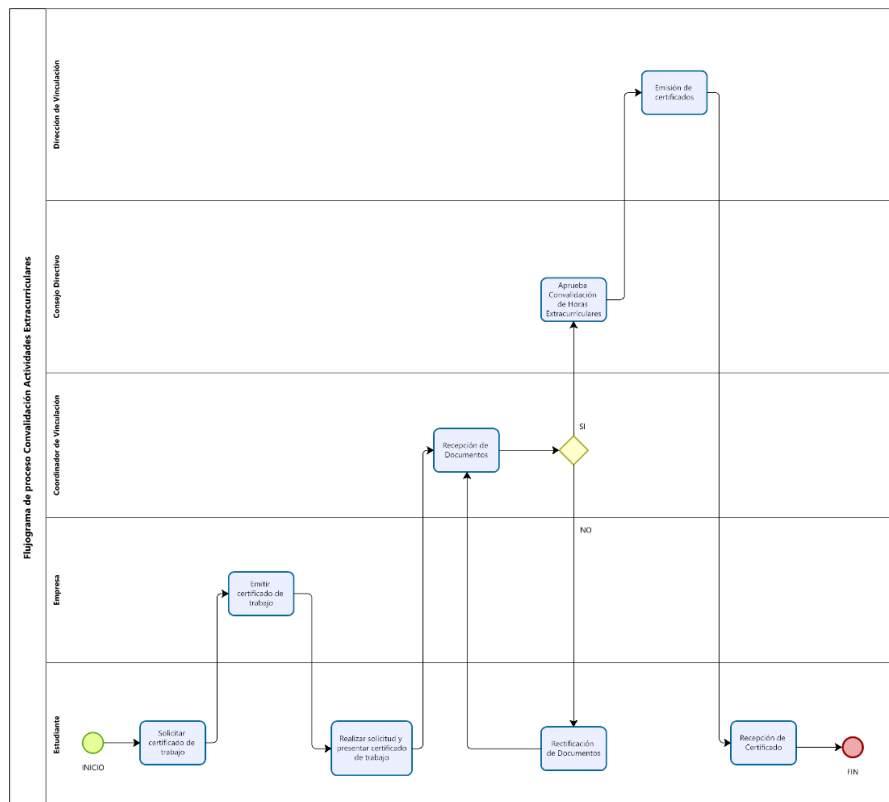 Flujograma de proceso Convalidación Actividades Extracurriculares
Dirección de Vinculación
Emisión de
certificados
Consejo Directivo
Aprueba
Convalidación
de Horas
Extracurriculares
Coordinador de Vinculación
Recepción de
Documentos
SI
NO
Empresa
Emitir
certificado de
trabajo
Estudiante
INICIO
Solicitar
certificado de
trabajo
Realizar solicitud y
presentar certificado
de trabajo
Rectificación
de Documentos
Recepción de
Certificado
FIN